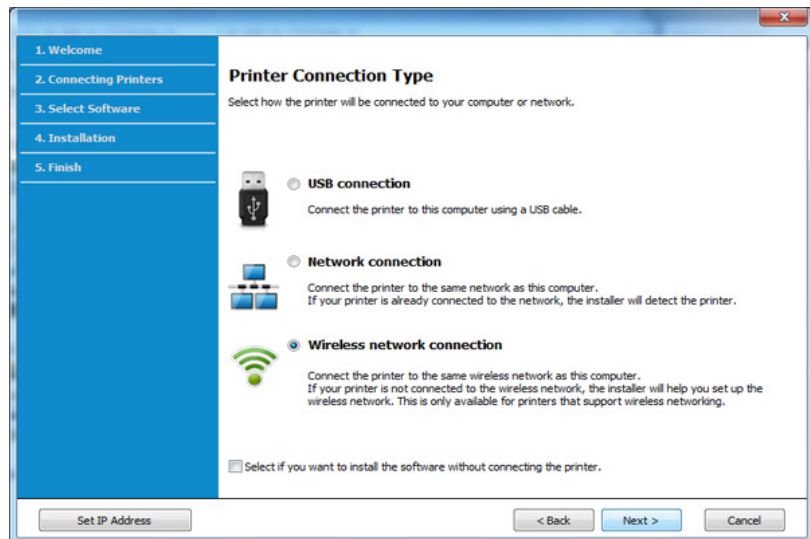 1. Welcome
2. Connecting Printers
3. Select Software
4. Installation
5. Finish
Printer Connection Type
Select how the printer will be connected to your computer or network.
USB connection
Connect the printer to this computer using a USB cable.
Network connection
Connect the printer to the same network as this computer.
If your printer is already connected to the network, the installer will detect the printer.
Wireless network connection
Connect the printer to the same wireless network as this computer.
If your printer is not connected to the wireless network, the installer will help you set up the
wireless network. This is only available for printers that support wireless networking.
Select if you want to install the software without connecting the printer.
Set IP Address
< Back
Next >
Cancel